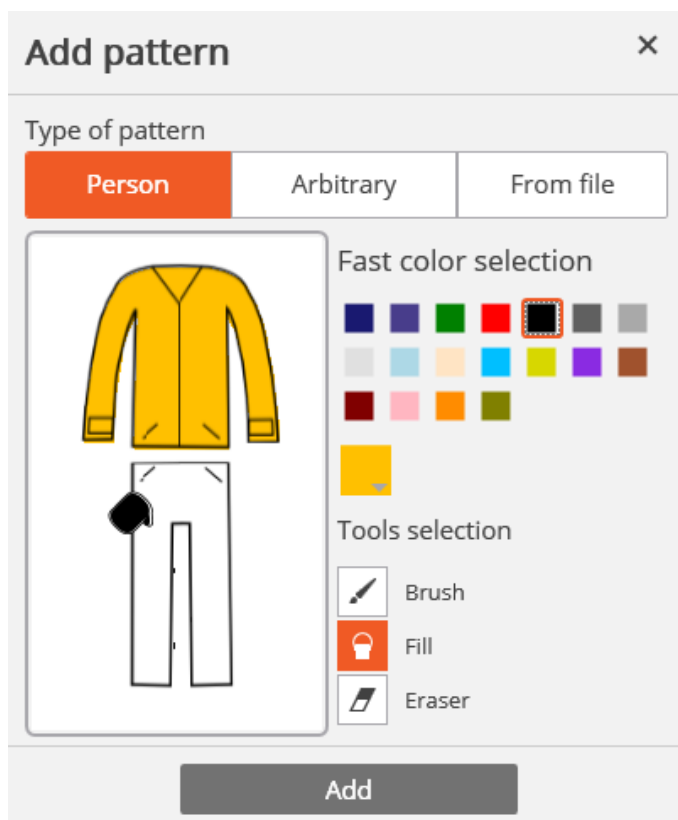 Add pattern
Type of pattern
Person
Arbitrary
From file
Fast color selection
Tools selection
Brush
Fill
Eraser
Add